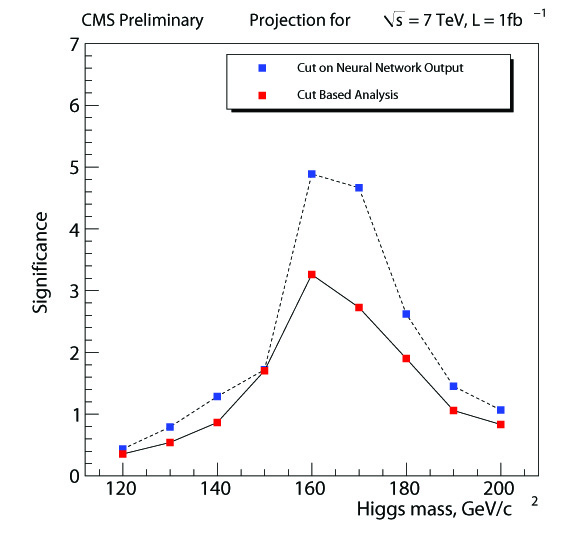 CMS Preliminary Projection for √s = 7 TeV, L = 1fb⁻¹
7
Cut on Neural Network Output
Cut Based Analysis
6
5
4
3
2
1
0
Significance
120 140 160 180 200
Higgs mass, GeV/c²